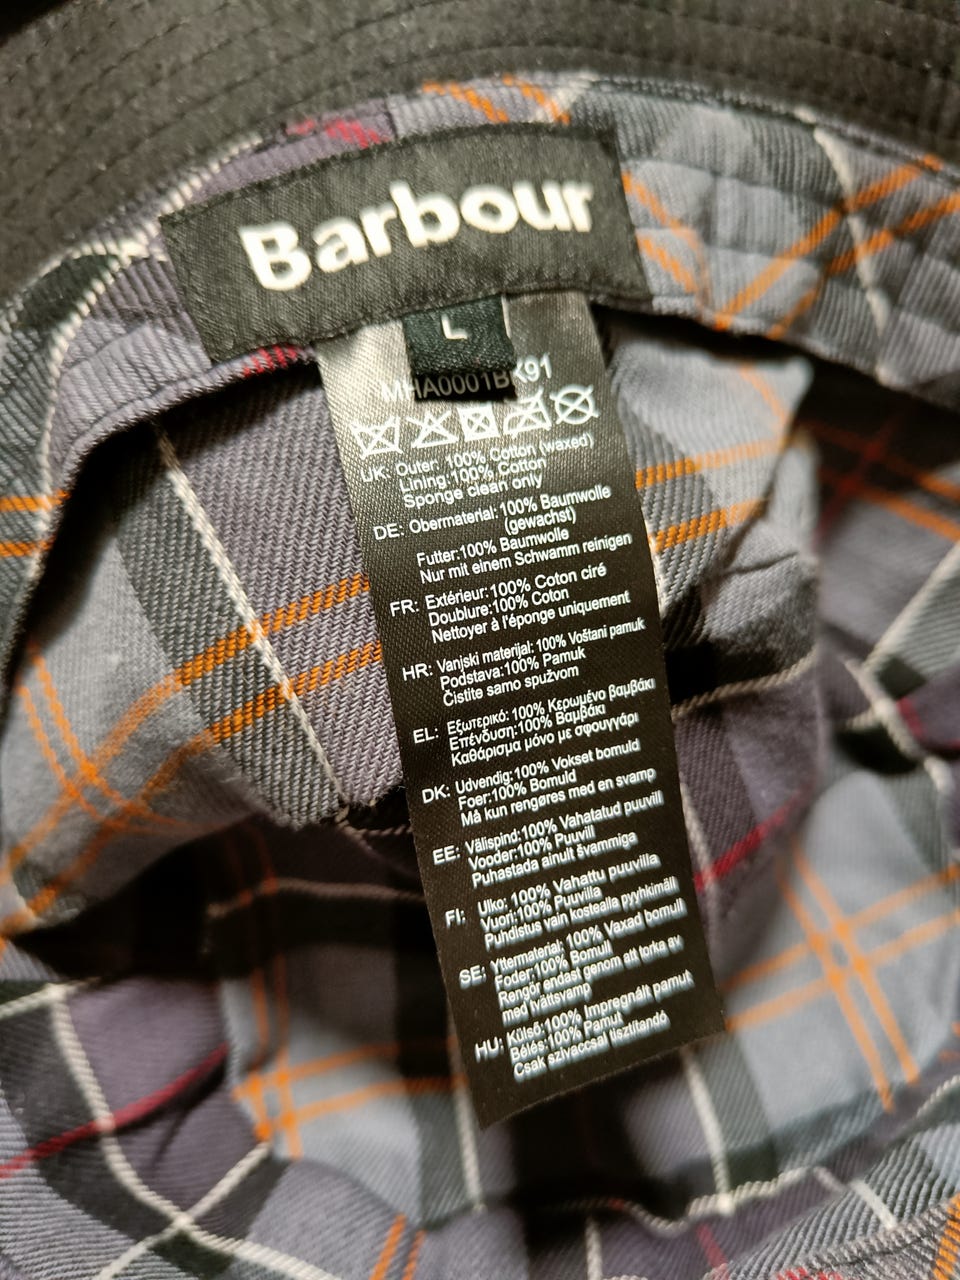 Barbour
L
MHA0001BK91
UK: Outer: 100% Cotton (waxed)
Lining:100% Cotton
Sponge clean only
DE: Obermaterial: 100% Baumwolle
(gewachst)
Futter:100% Baumwolle
Nur mit einem Schwamm reinigen
FR: Extérieur:100% Coton ciré
Doublure:100% Coton
Nettoyer à l'éponge uniquement
HR: Vanjski materijal: 100% Voštani pamuk
Podstava:100% Pamuk
Čistite samo spužvom
EL: Εξωτερικό: 100% Κερωμένο βαμβάκι
Επένδυση:100% Βαμβάκι
Καθάρισμα μόνο με σφουγγάρι
DK: Udvendig:100% Vokset bomuld
Foer:100% Bomuld
Må kun rengøres med en svamp
EE: Välispind:100% Vahatatud puuvill
Vooder:100% Puuvill
Puhastada ainult švammiga
FI: Ulko: 100% Vahattu puuvilla
Vuori:100% Puuvilla
Puhdistus vain kostealla pyyhkimäll
SE: Yttermaterial: 100% Vaxad bomull
Foder:100% Bomull
Rengör endast genom att torka av
med tvättsvamp
HU: Külső:100% Impregnált pamut
Bélés:100% Pamut
Csak szivaccsal tisztítandó